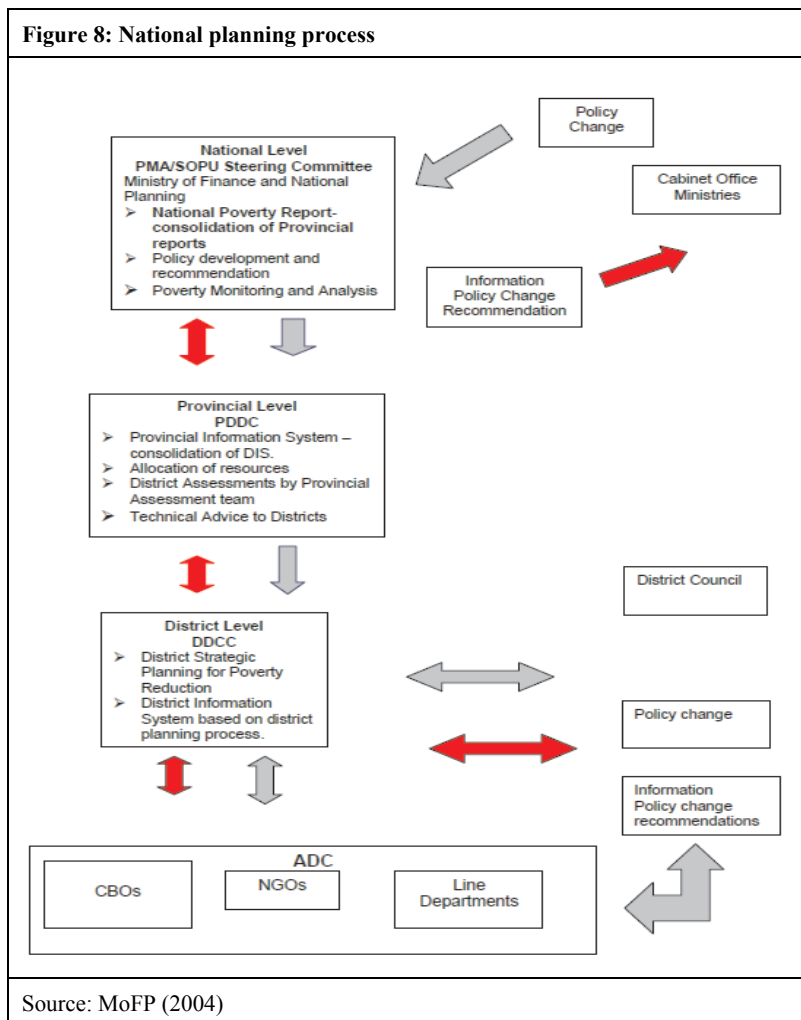 Figure 8: National planning process
Policy
Change
National Level
PMA/SOPU Steering Committee
Ministry of Finance and National
Planning
➢ National Poverty Report-
consolidation of Provincial
reports
➢ Policy development and
recommendation
➢ Poverty Monitoring and Analysis
Cabinet Office
Ministries
Information
Policy Change
Recommendation
Provincial Level
PDDC
➢ Provincial Information System –
consolidation of DIS.
➢ Allocation of resources
➢ District Assessments by Provincial
Assessment team
➢ Technical Advice to Districts
District Council
District Level
DDCC
➢ District Strategic
Planning for Poverty
Reduction
➢ District Information
System based on district
planning process.
Policy change
Information
Policy change
recommendations
ADC
CBOs
NGOs
Line
Departments
Source: MoFP (2004)